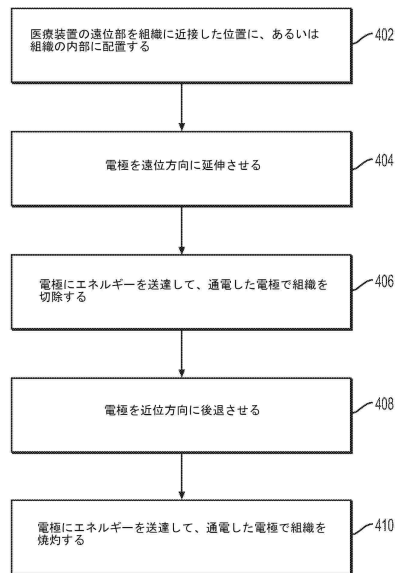 医療装置の遠位部を組織に近接した位置に、あるいは
組織の内部に配置する
402
電極を遠位方向に延伸させる
404
電極にエネルギーを送達して、通電した電極で組織を
切除する
406
電極を近位方向に後退させる
408
電極にエネルギーを送達して、通電した電極で組織を
焼灼する
410